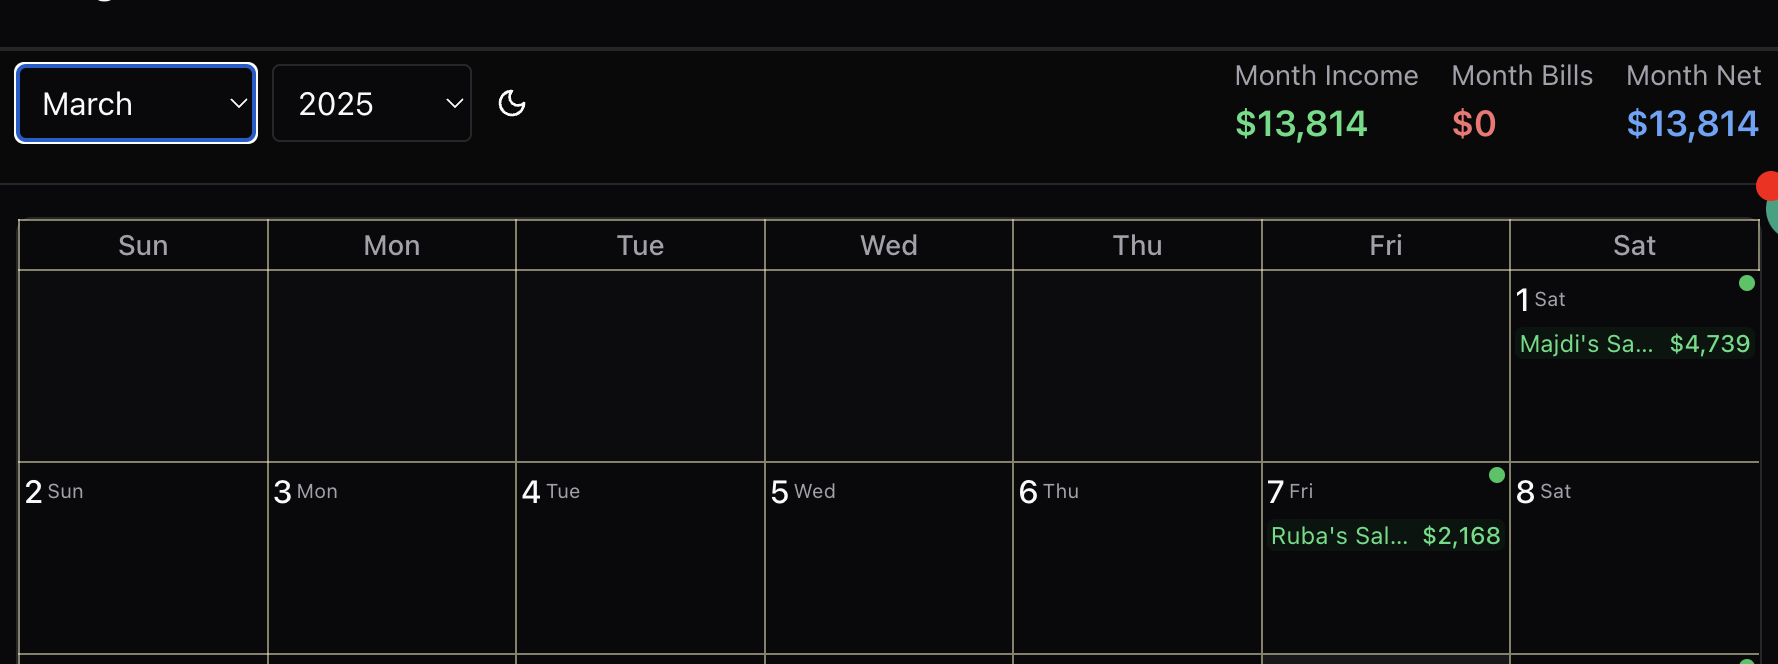 March
2025
Month Income
$13,814
Month Bills
$0
Month Net
$13,814
Sun Mon Tue Wed Thu Fri Sat
1 Sat
Majdi's Sa... $4,739
2 Sun
3 Mon
4 Tue
5 Wed
6 Thu
7 Fri
Ruba's Sal... $2,168
8 Sat